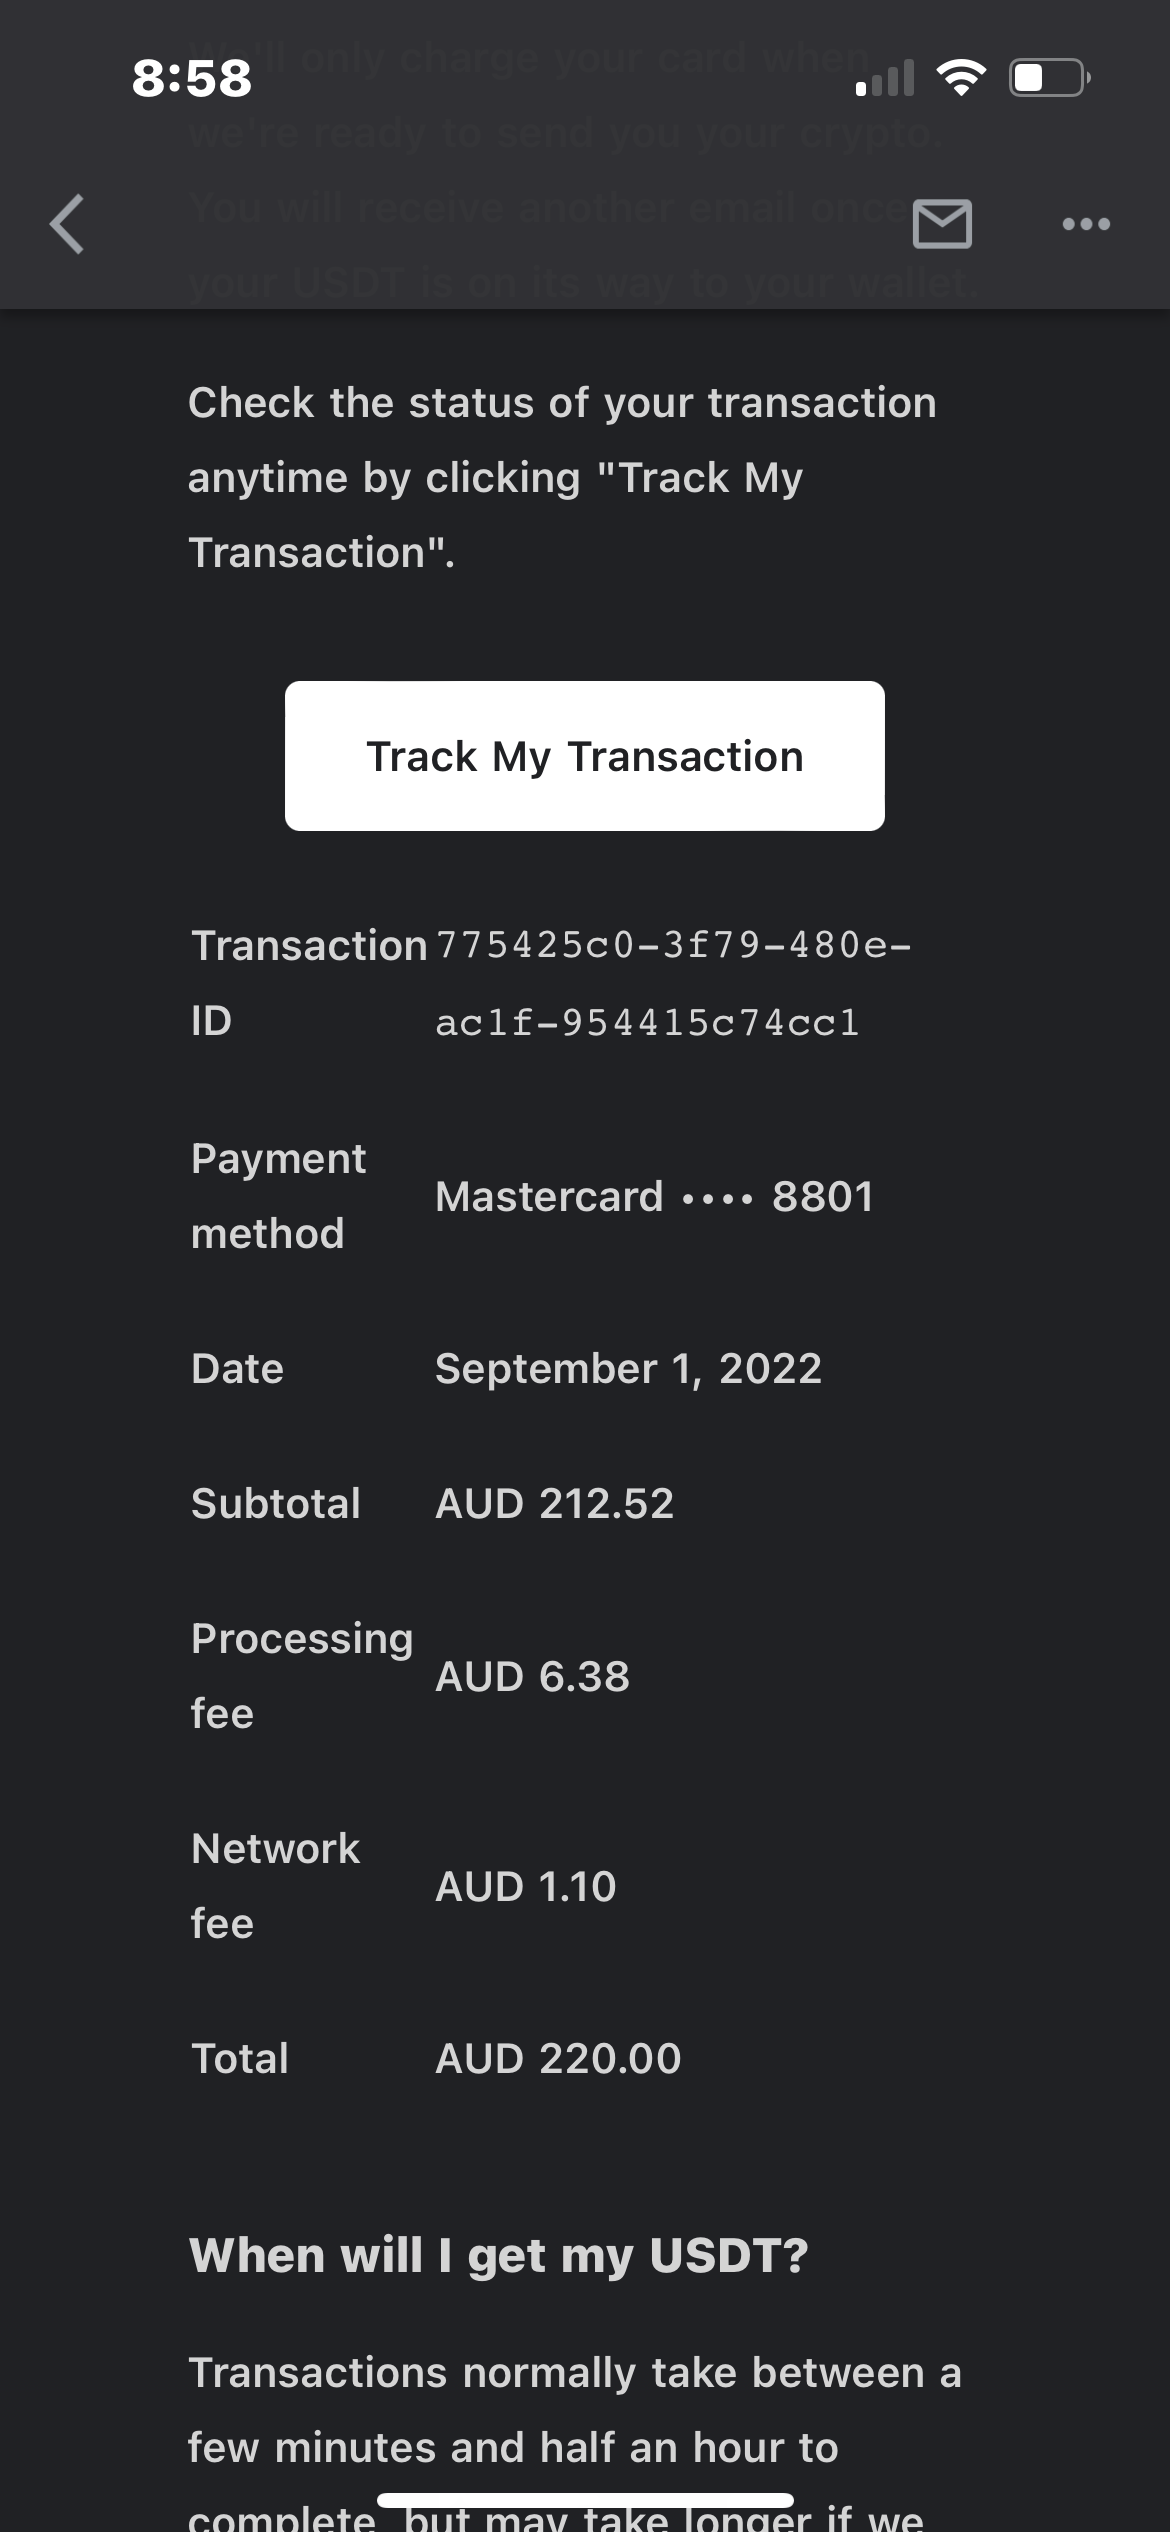 We'll only charge your card when
8:58
we're ready to send you your crypto.
You will receive another email once
your USDT is on its way to your wallet.
Check the status of your transaction
anytime by clicking "Track My
Transaction".
Track My Transaction
Transaction 775425c0-3f79-480e-
ID ac1f-954415c74cc1
Payment
method
Mastercard •••• 8801
Date September 1, 2022
Subtotal AUD 212.52
Processing
fee
AUD 6.38
Network
fee
AUD 1.10
Total AUD 220.00
When will I get my USDT?
Transactions normally take between a
few minutes and half an hour to
complete, but may take longer if we